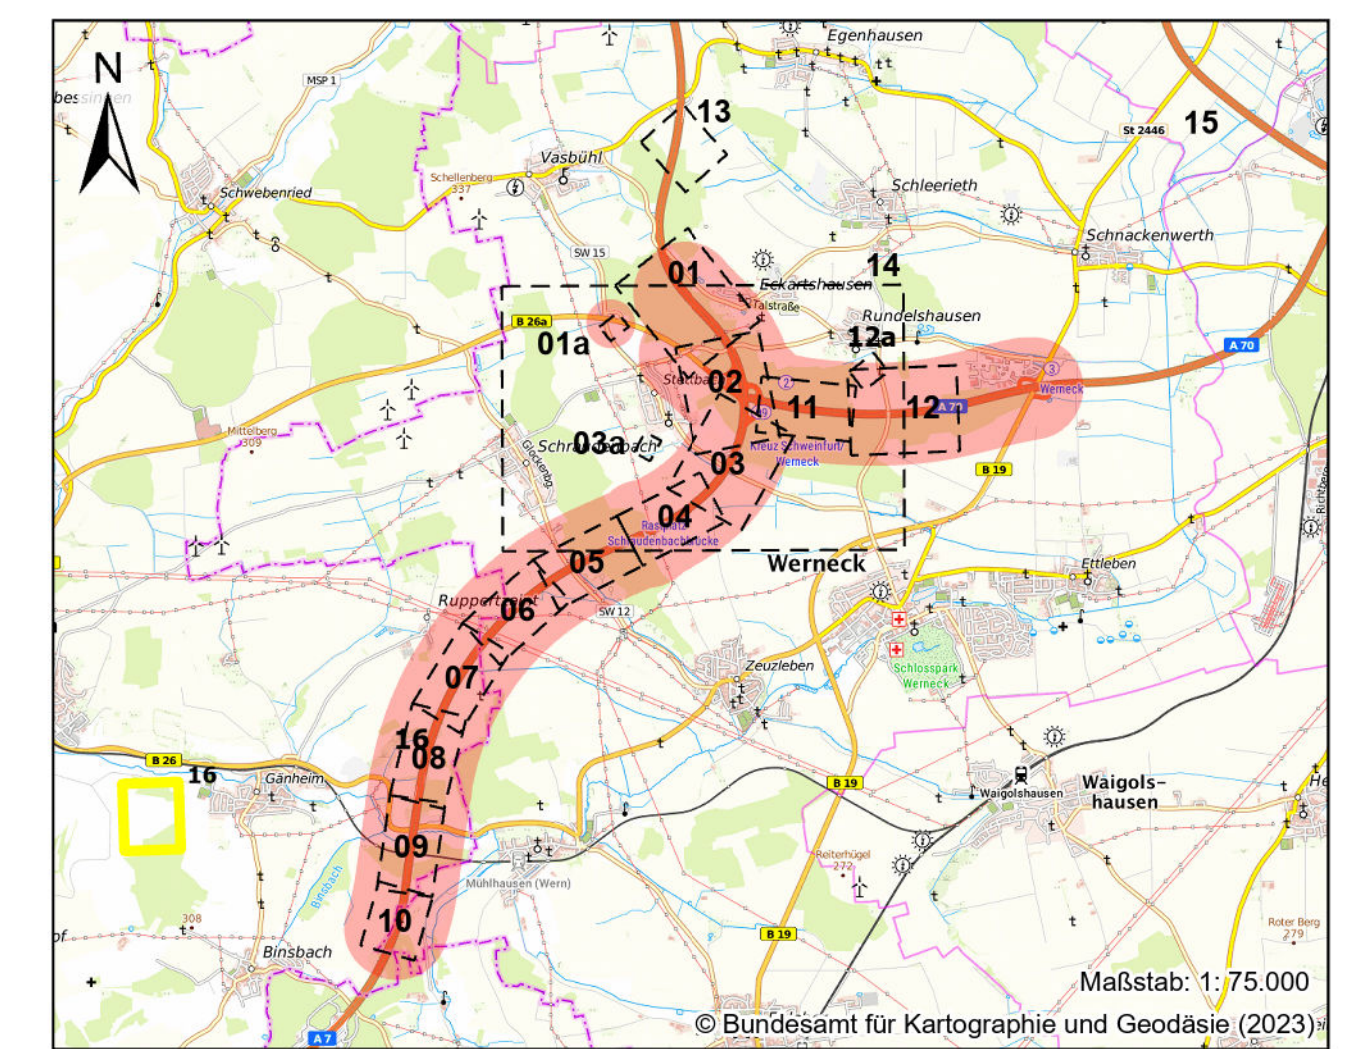 Egenhausen
N
MSP 1
13
St 2446
15
Vasbühl
Schellenberg
337
Schwebenried
Schleerieth
Schnackenwerth
SW 15
01
14
Eckartshausen
Talstraße
B 26a
01a
Rundelshausen
12a
A 70
02
2
3
Werneck
11
12
A 70
Mittelberg
309
03a
Schraudenbach
Kreuz Schweinfurt/
Werneck
03
Glockenbg.
B 19
04
Rastplatz
Schraudenbachbrücke
05
Werneck
Ettleben
06
SW 12
Zeuzleben
Schlosspark
Werneck
07
16
08
B 26
16
Gänheim
B 19
Waigolshausen
Waigols-
hausen
09
Binsbach
Reiterhügel
272
Mühlhausen (Wern)
308
10
B 19
Roter Berg
279
Binsbach
Maßstab: 1: 75.000
© Bundesamt für Kartographie und Geodäsie (2023)
A 7